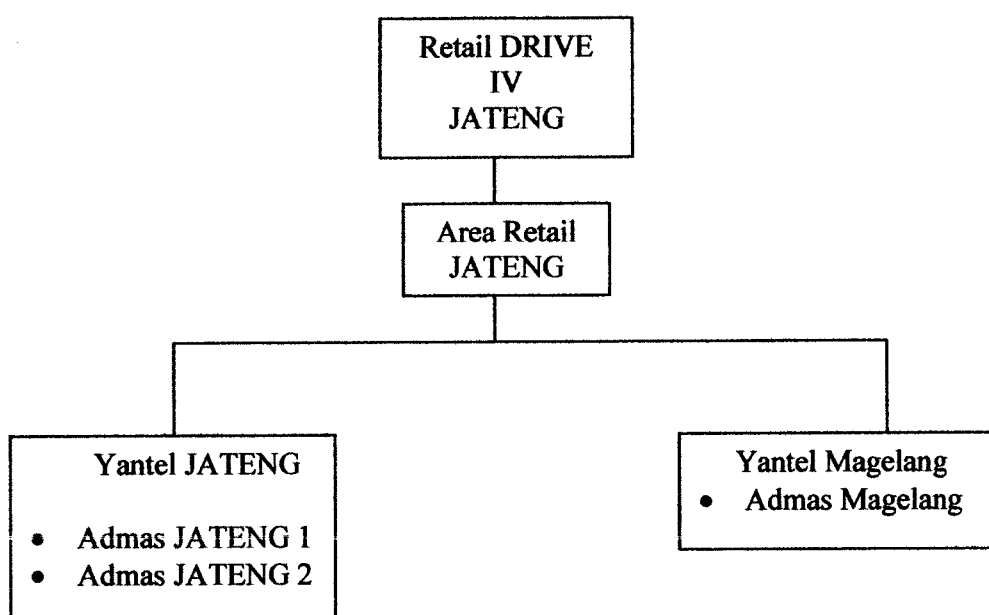 Retail DRIVE
IV
JATENG
Area Retail
JATENG
Yantel JATENG
• Admas JATENG 1
• Admas JATENG 2
Yantel Magelang
• Admas Magelang